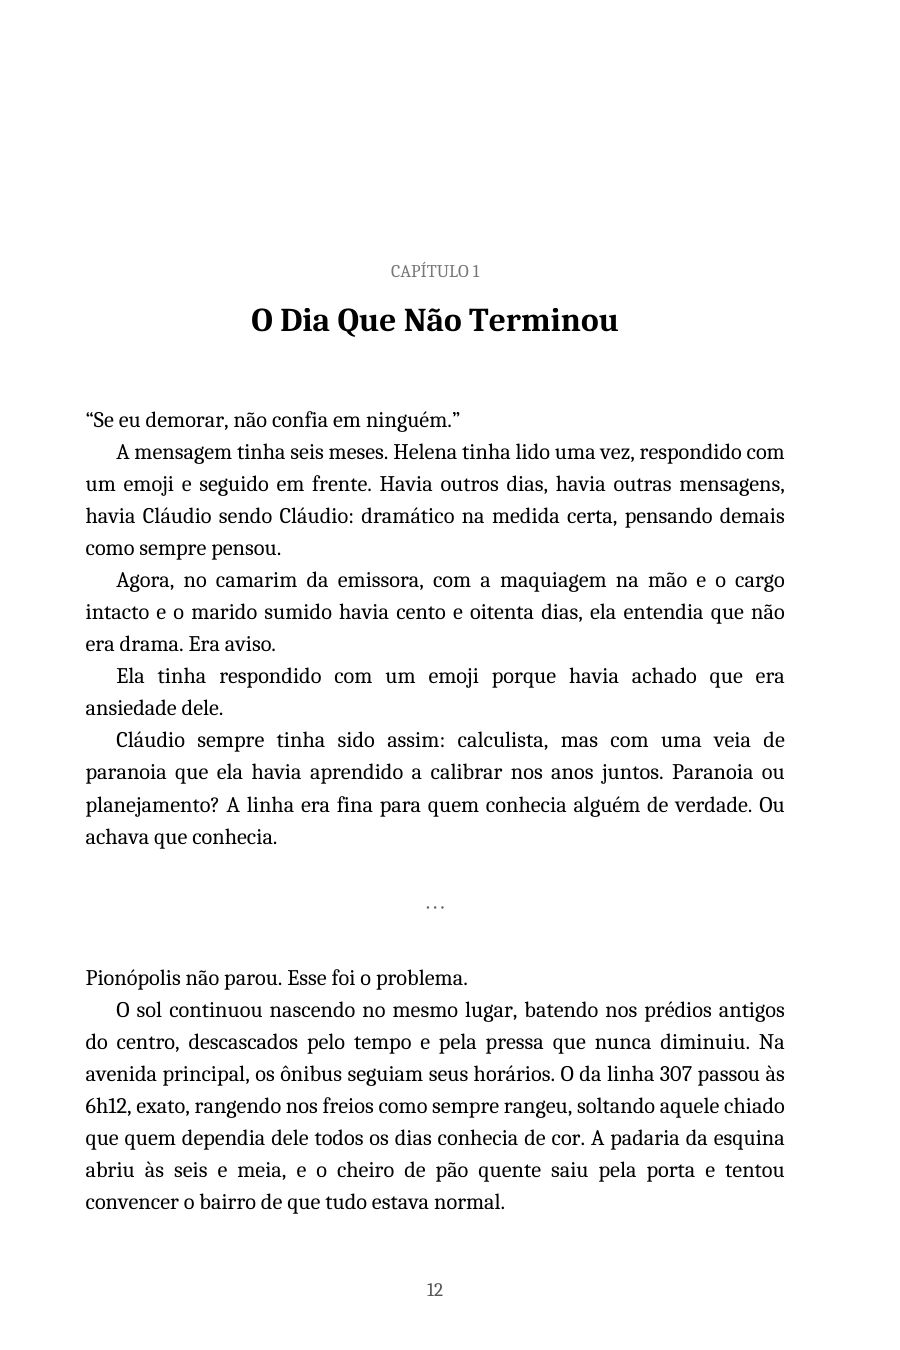 CAPÍTULO 1
O Dia Que Não Terminou
“Se eu demorar, não confia em ninguém.”
A mensagem tinha seis meses. Helena tinha lido uma vez, respondido com
um emoji e seguido em frente. Havia outros dias, havia outras mensagens,
havia Cláudio sendo Cláudio: dramático na medida certa, pensando demais
como sempre pensou.
Agora, no camarim da emissora, com a maquiagem na mão e o cargo
intacto e o marido sumido havia cento e oitenta dias, ela entendia que não
era drama. Era aviso.
Ela tinha respondido com um emoji porque havia achado que era
ansiedade dele.
Cláudio sempre tinha sido assim: calculista, mas com uma veia de
paranoia que ela havia aprendido a calibrar nos anos juntos. Paranoia ou
planejamento? A linha era fina para quem conhecia alguém de verdade. Ou
achava que conhecia.
...
Pionópolis não parou. Esse foi o problema.
O sol continuou nascendo no mesmo lugar, batendo nos prédios antigos
do centro, descascados pelo tempo e pela pressa que nunca diminuiu. Na
avenida principal, os ônibus seguiam seus horários. O da linha 307 passou às
6h12, exato, rangendo nos freios como sempre rangeu, soltando aquele chiado
que quem dependia dele todos os dias conhecia de cor. A padaria da esquina
abriu às seis e meia, e o cheiro de pão quente saiu pela porta e tentou
convencer o bairro de que tudo estava normal.
12